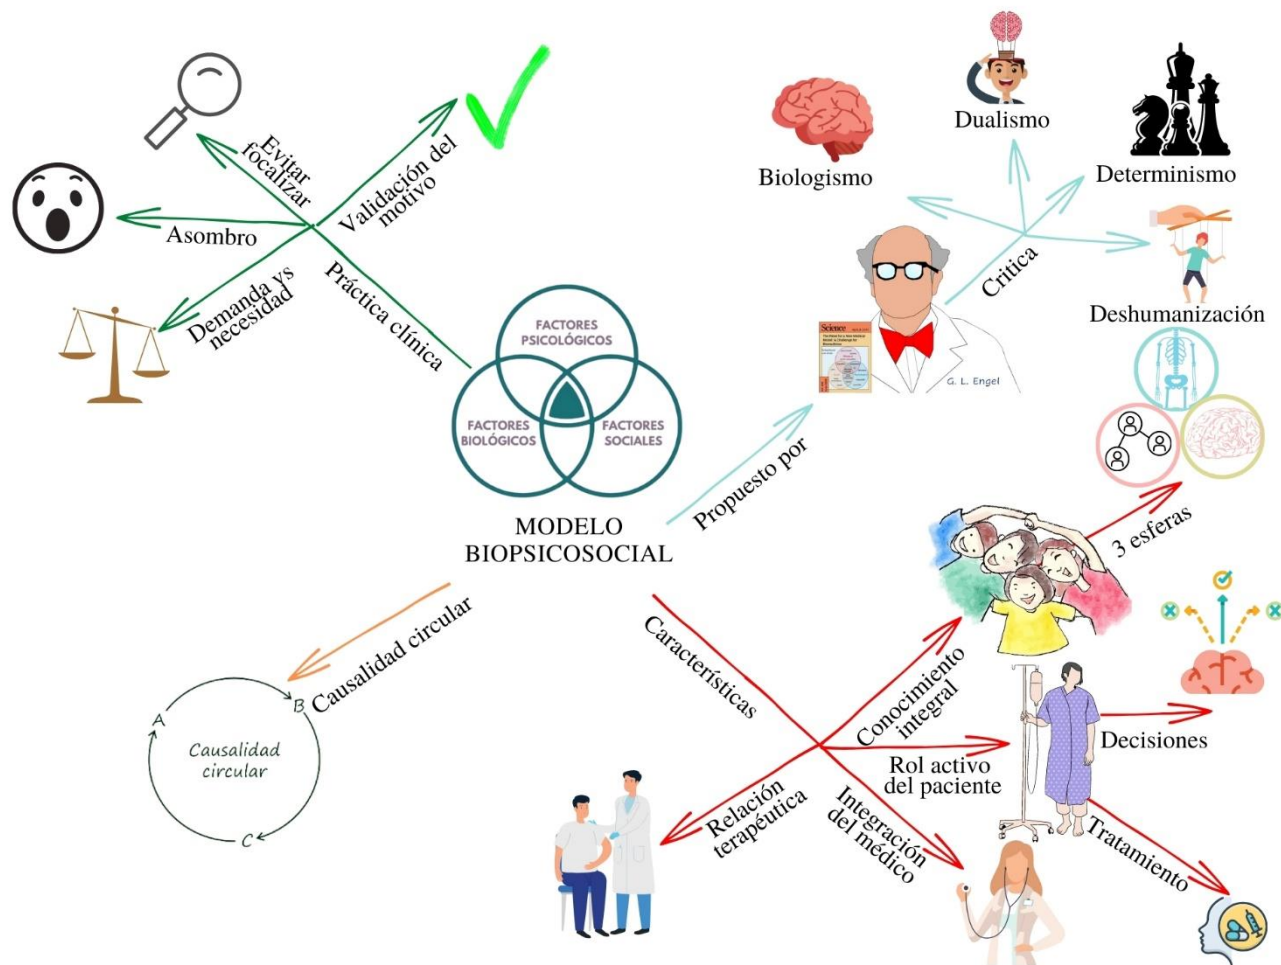 Evitar
focalizar
Validación del
motivo
Asombro
Demanda vs
necesidad
Práctica clínica
FACTORES
PSICOLÓGICOS
FACTORES
BIOLÓGICOS
FACTORES
SOCIALES
MODELO
BIOPSICOSOCIAL
Propuesto por
Science
G. L. Engel
Critica
Biologismo
Dualismo
Determinismo
Deshumanización
Causalidad circular
A
B
C
Causalidad
circular
Características
Conocimiento
integral
3 esferas
Rol activo
del paciente
Decisiones
Tratamiento
Integración
del médico
Relación
terapéutica